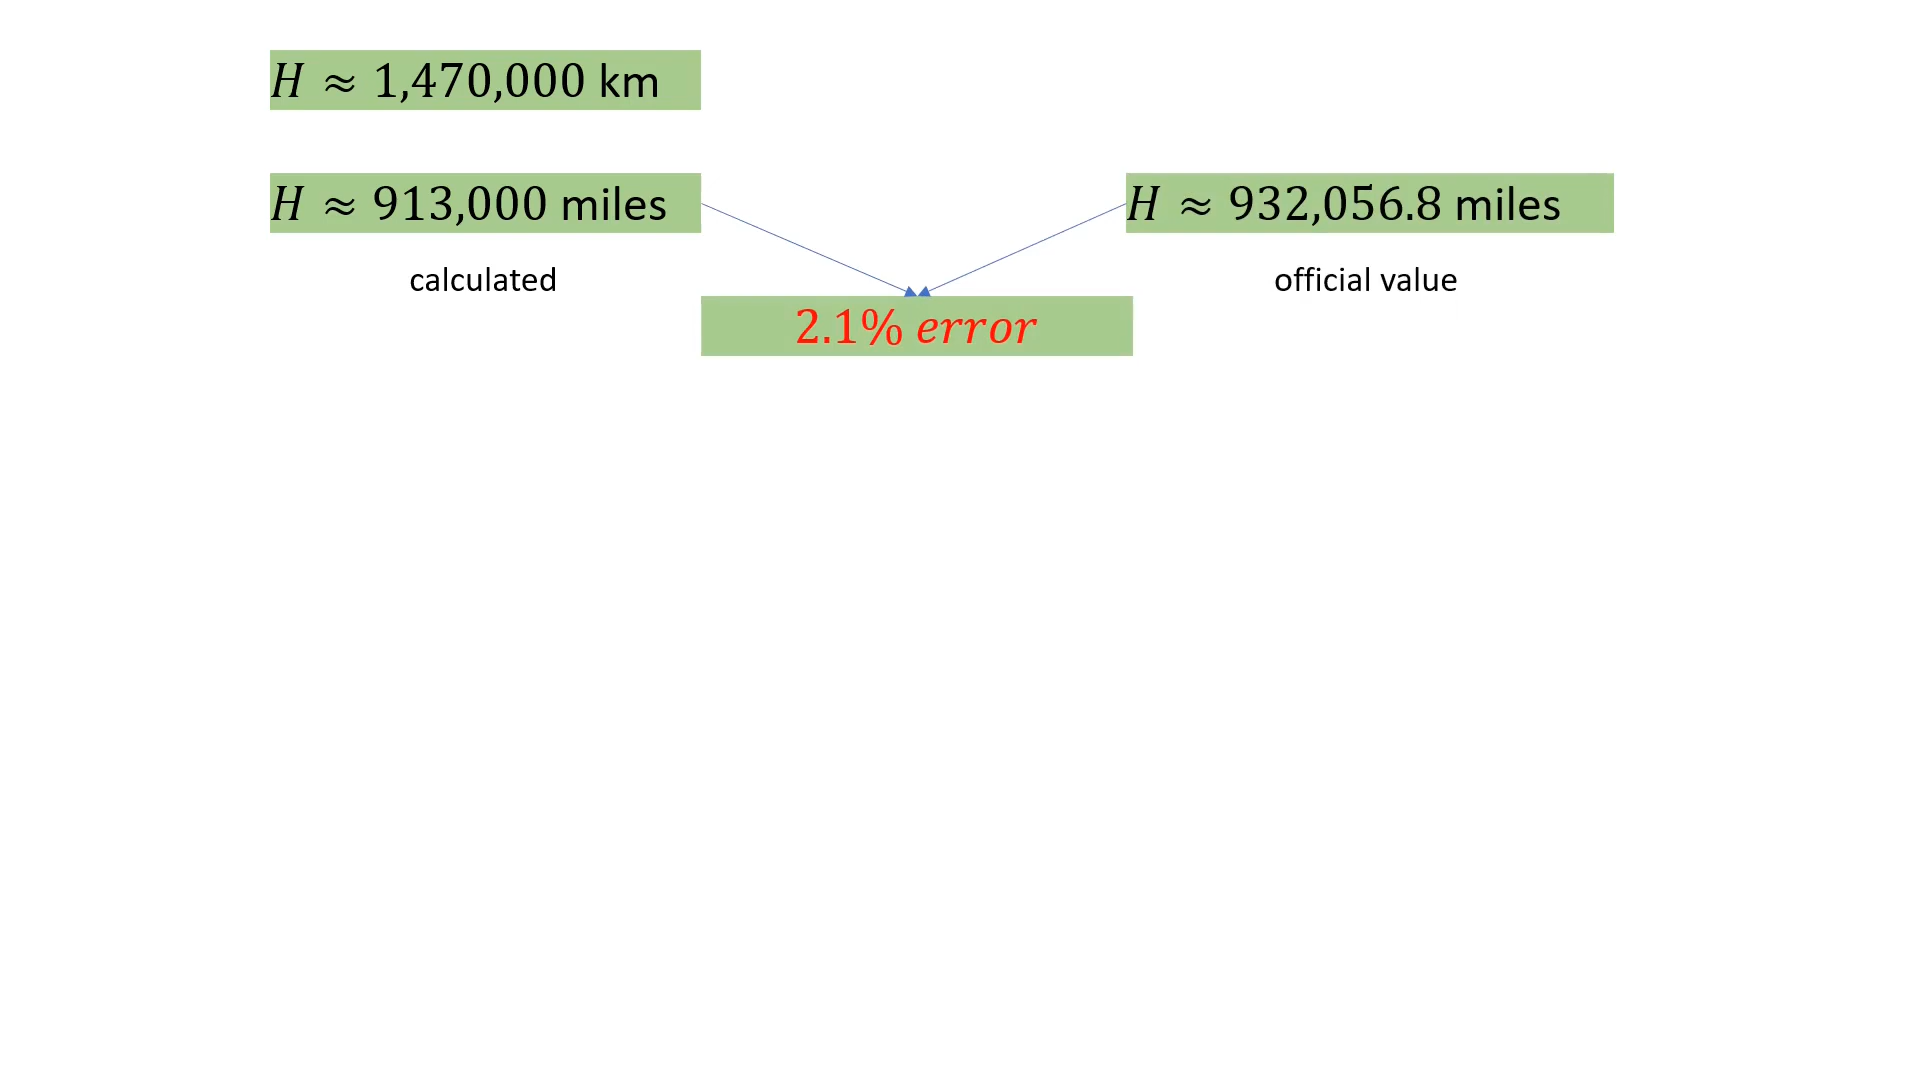 H ≈ 1,470,000 km
H ≈ 913,000 miles
H ≈ 932,056.8 miles
calculated
official value
2.1% error